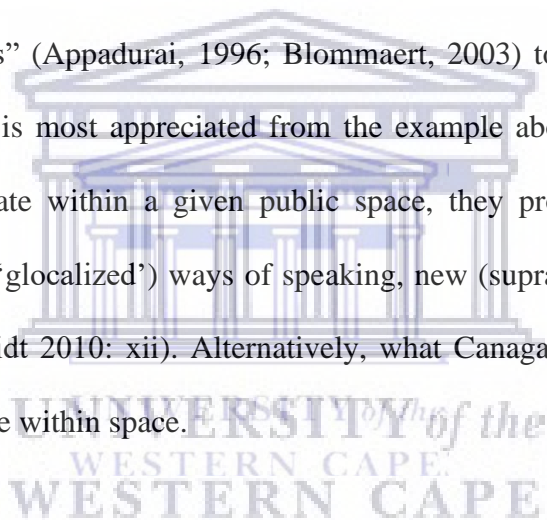 s” (Appadurai, 1996; Blommaert, 2003) to
is most appreciated from the example abo
ate within a given public space, they pro
‘glocalized’) ways of speaking, new (supra
idt 2010: xii). Alternatively, what Canaga
e within space.
UNIVERSITY of the
WESTERN CAPE
WESTERN CAPE